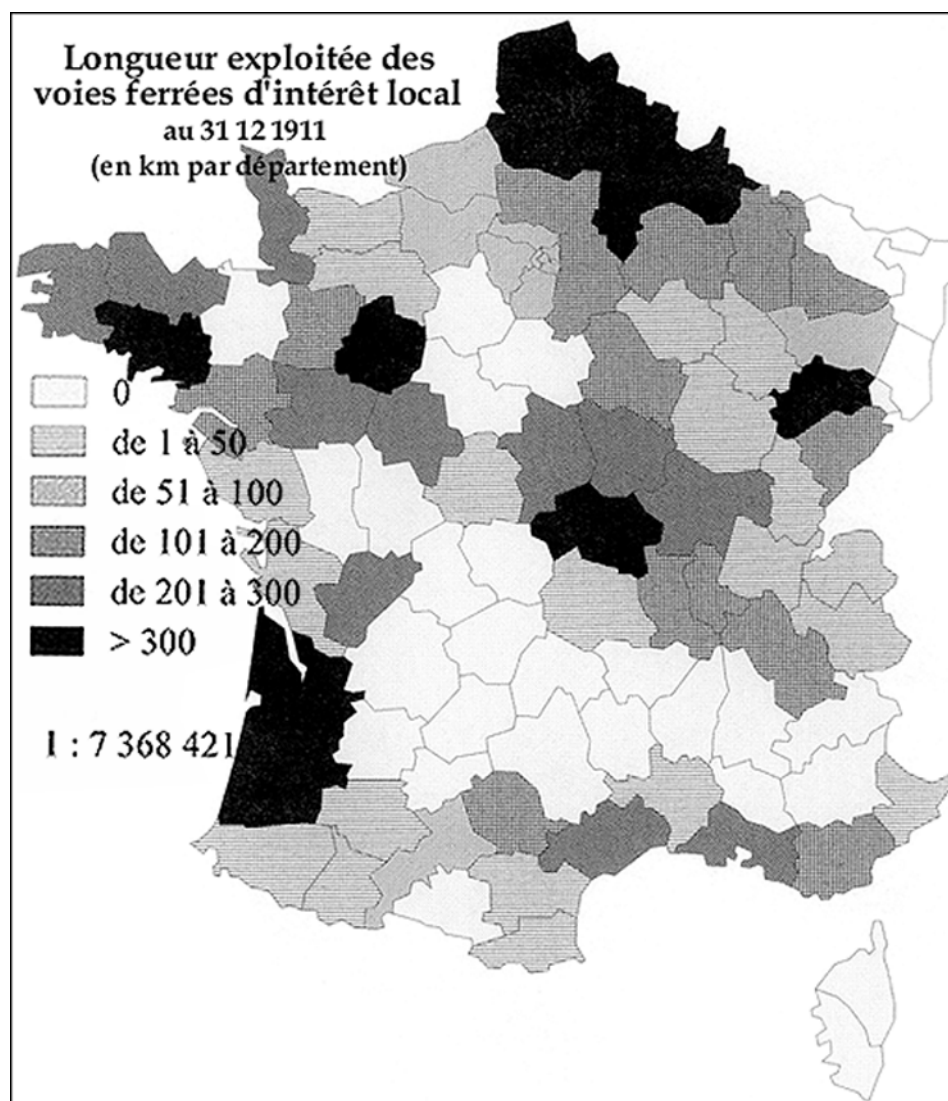 Longueur exploitée des
voies ferrées d'intérêt local
au 31 12 1911
(en km par département)
0
de 1 à 50
de 51 à 100
de 101 à 200
de 201 à 300
> 300
1 : 7 368 421